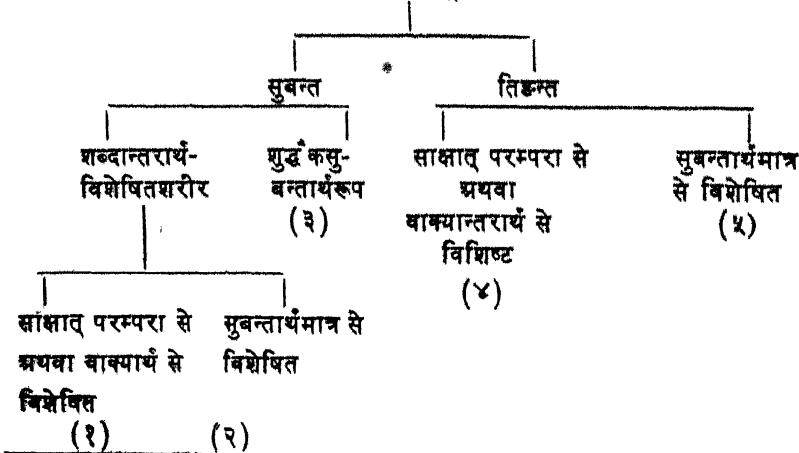 सुबन्त
तिङन्त
शब्दान्तरार्थ-
विशेषितशरीर
शुद्धैकसु-
बन्तार्थरूप
(३)
साक्षात् परम्परा से
अथवा
वाक्यान्तरार्थ से
विशिष्ट
(४)
सुबन्तार्थमात्र
से विशेषित
(५)
साक्षात् परम्परा से
अथवा वाक्यार्थ से
विशेषित
(१)
सुबन्तार्थमात्र से
विशेषित
(२)